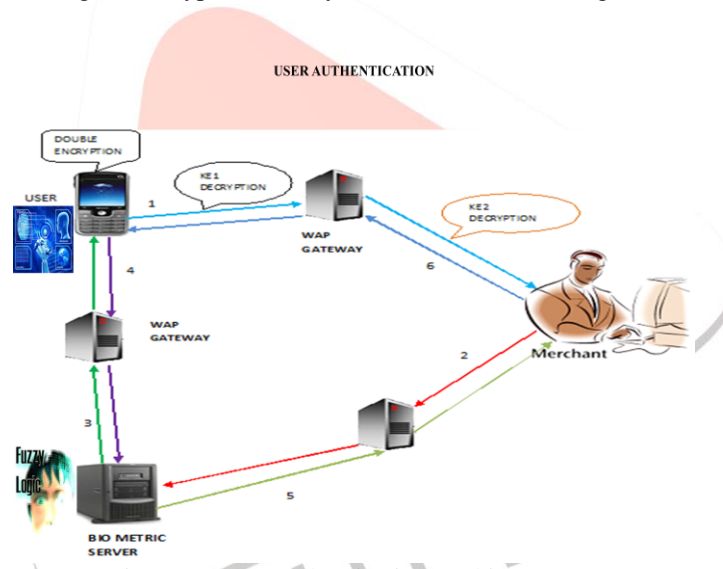 USER AUTHENTICATION
DOUBLE
ENCRYPTION
USER
1
KE1
DECRYPTION
WAP
GATEWAY
KE2
DECRYPTION
6
4
WAP
GATEWAY
2
Merchant
3
Fuzzy
Logic
5
BIO METRIC
SERVER